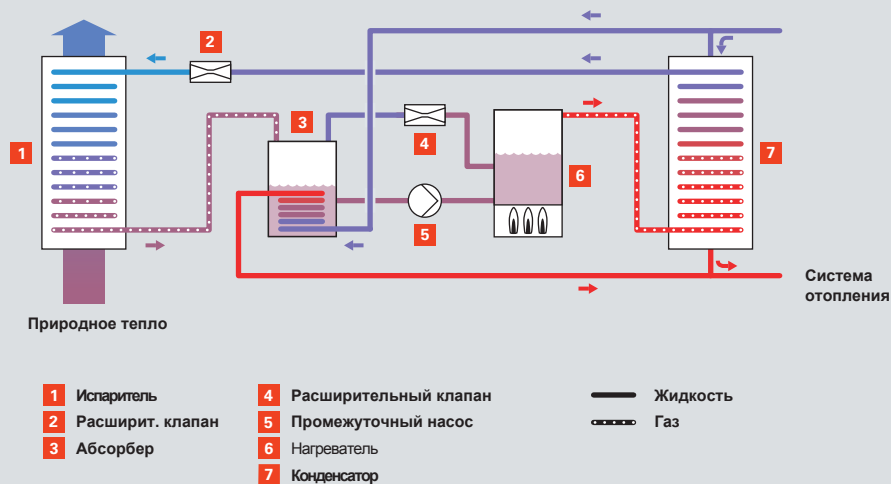 2
3
4
1
6
7
5
Система
отопления
Природное тепло
1 Испаритель
2 Расширит. клапан
3 Абсорбер
4 Расширительный клапан
5 Промежуточный насос
6 Нагреватель
7 Конденсатор
Жидкость
Газ